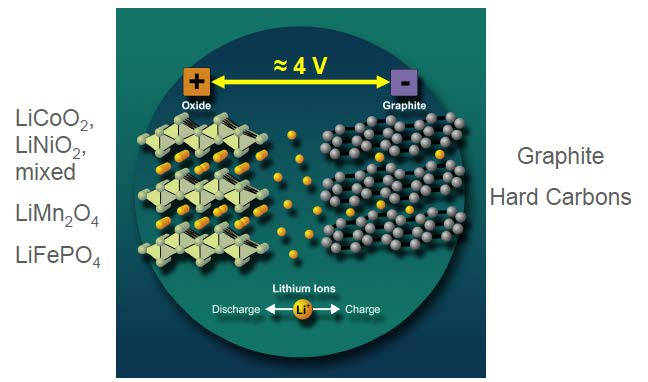 ≈ 4 V
+
-
Oxide
Graphite
LiCoO₂,
LiNiO₂,
mixed
LiMn₂O₄
LiFePO₄
Graphite
Hard Carbons
Lithium Ions
Discharge Li⁺ Charge